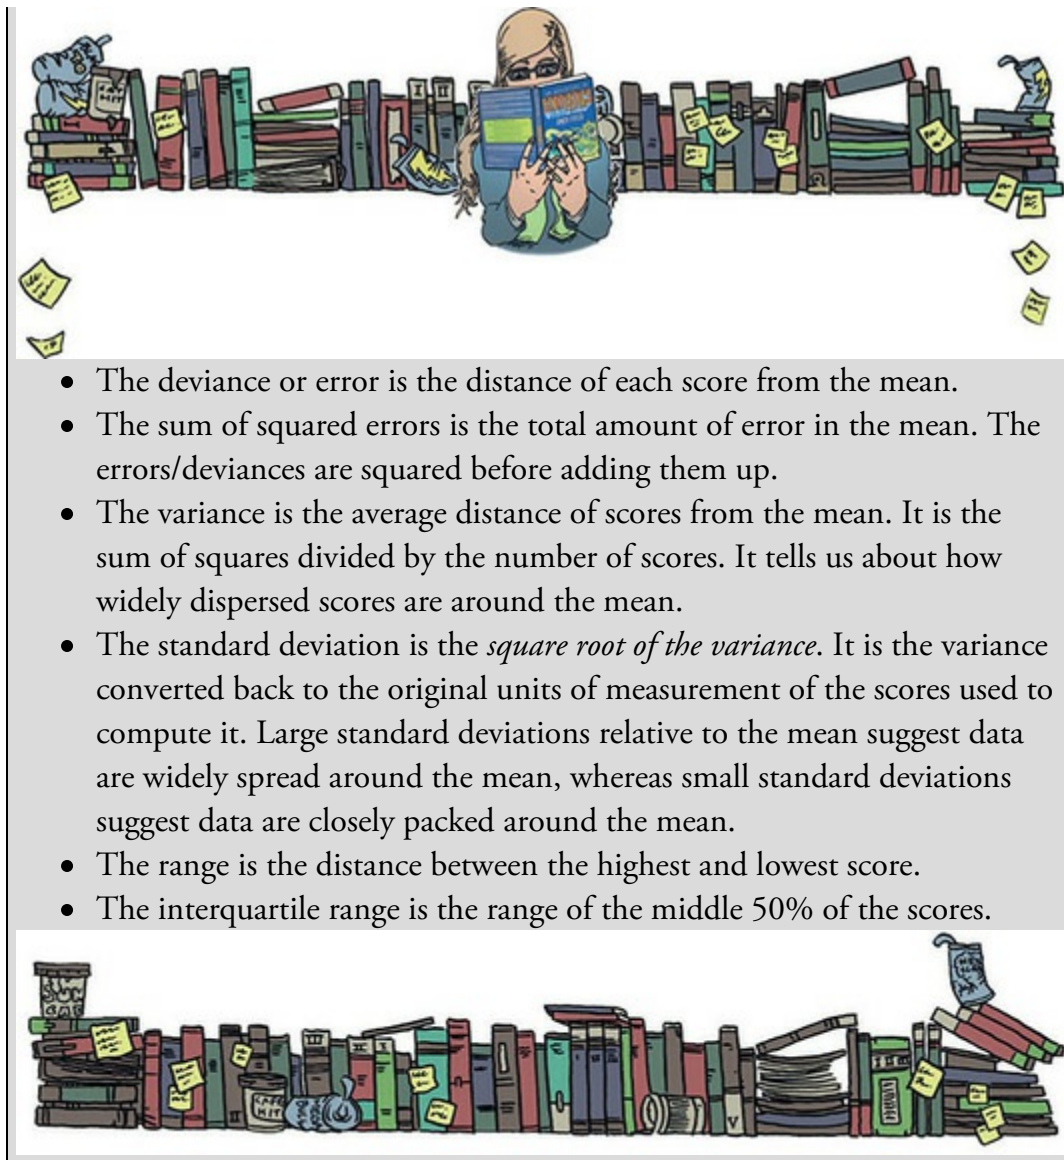 • The deviance or error is the distance of each score from the mean.
• The sum of squared errors is the total amount of error in the mean. The
errors/deviances are squared before adding them up.
• The variance is the average distance of scores from the mean. It is the
sum of squares divided by the number of scores. It tells us about how
widely dispersed scores are around the mean.
• The standard deviation is the square root of the variance. It is the variance
converted back to the original units of measurement of the scores used to
compute it. Large standard deviations relative to the mean suggest data
are widely spread around the mean, whereas small standard deviations
suggest data are closely packed around the mean.
• The range is the distance between the highest and lowest score.
• The interquartile range is the range of the middle 50% of the scores.